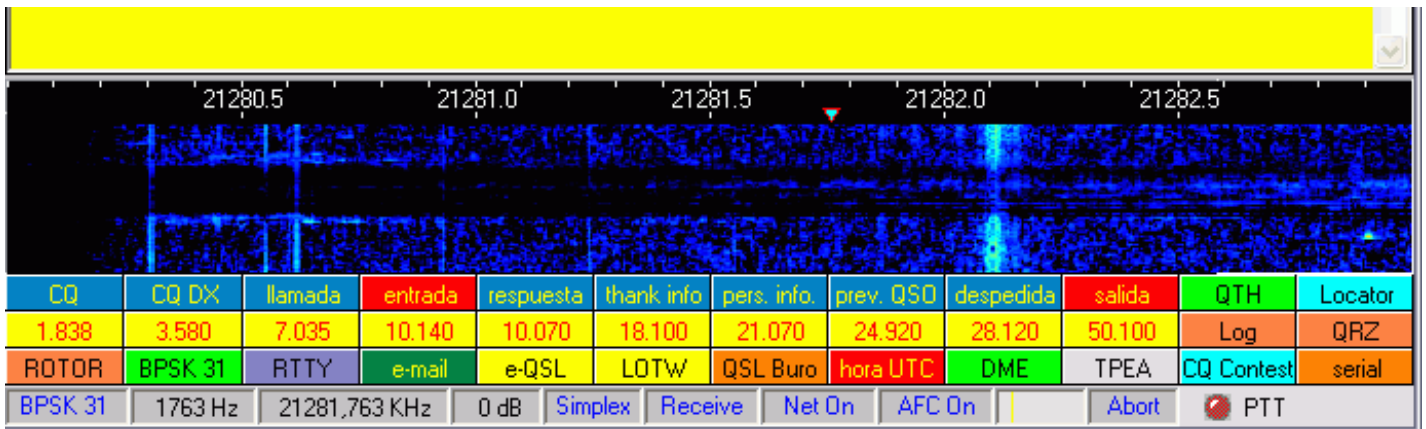 21280.5 21281.0 21281.5 21282.0 21282.5
CQ CQ DX llamada entrada respuesta thank info pers. info. prev. QSO despedida salida QTH Locator
1.838 3.580 7.035 10.140 10.070 18.100 21.070 24.920 28.120 50.100 Log QRZ
ROTOR BPSK 31 RTTY e-mail e-QSL LOTW QSL Buro hora UTC DME TPEA CQ Contest serial
BPSK 31 1763 Hz 21281,763 KHz 0 dB Simplex Receive Net On AFC On Abort PTT